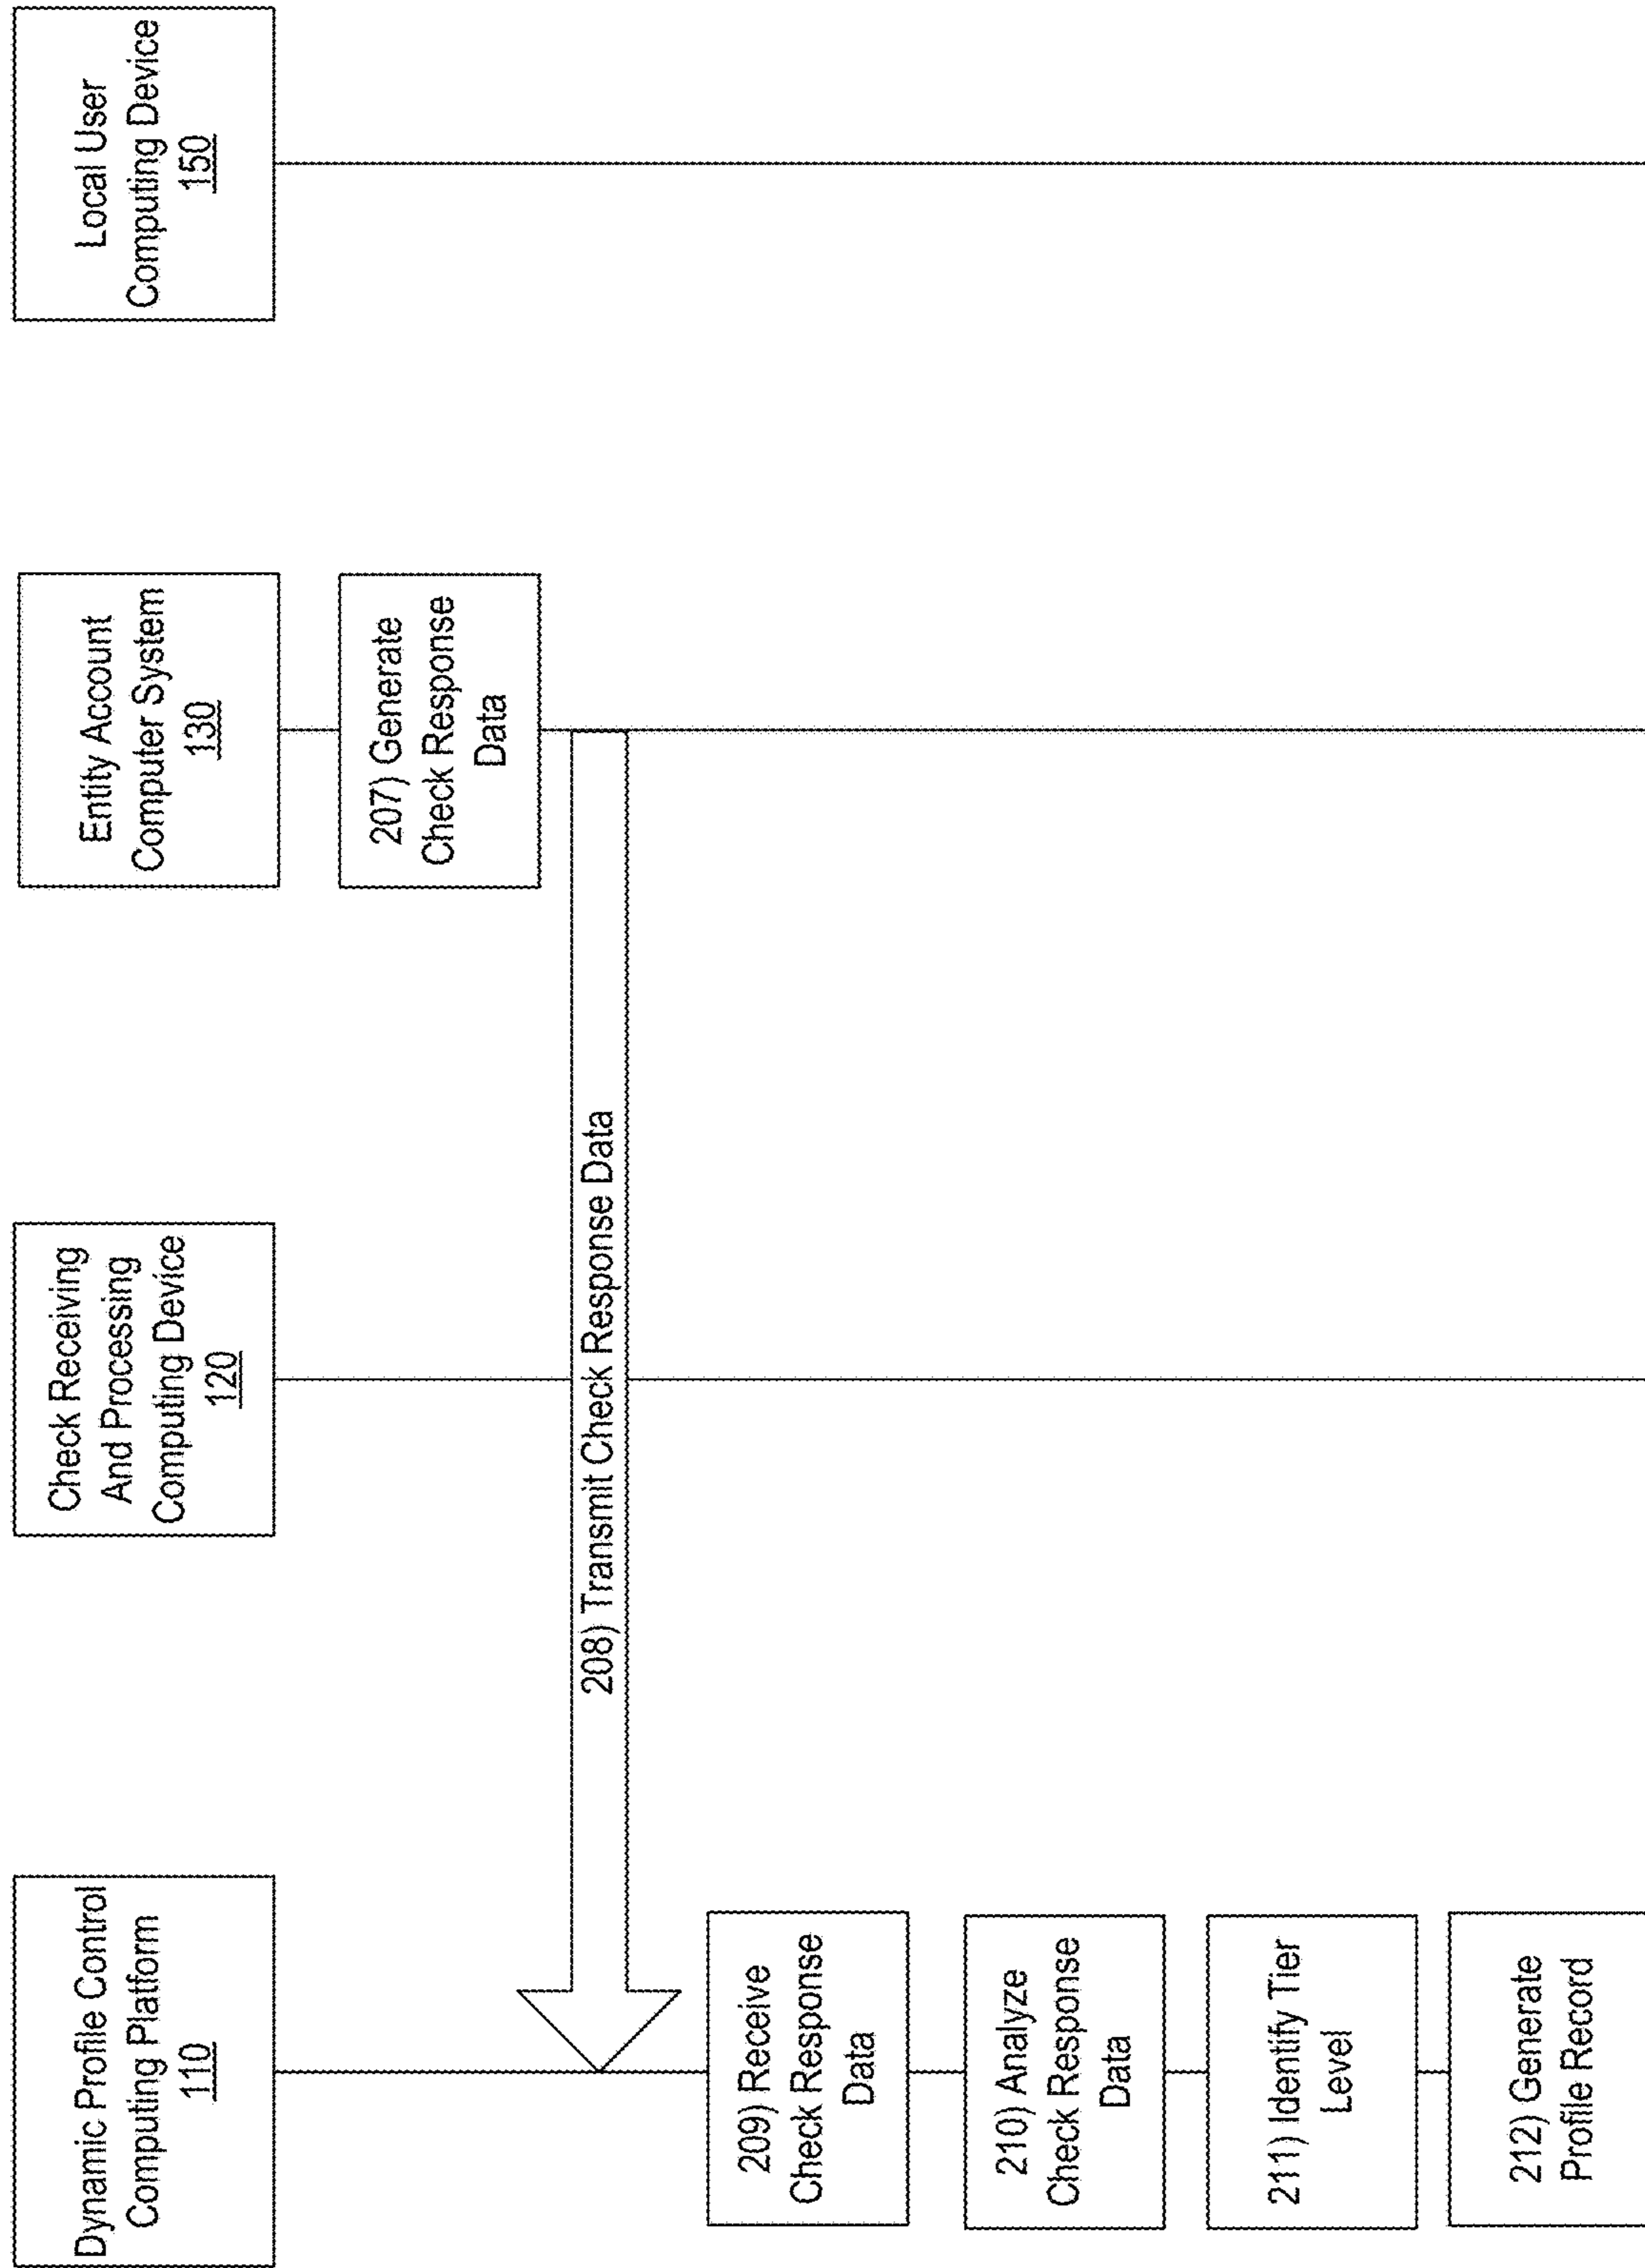 Dynamic Profile Control
Computing Platform
110
Check Receiving
And Processing
Computing Device
120
Entity Account
Computer System
130
Local User
Computing Device
150
207) Generate
Check Response
Data
208) Transmit Check Response Data
209) Receive
Check Response
Data
210) Analyze
Check Response
Data
211) Identify Tier
Level
212) Generate
Profile Record